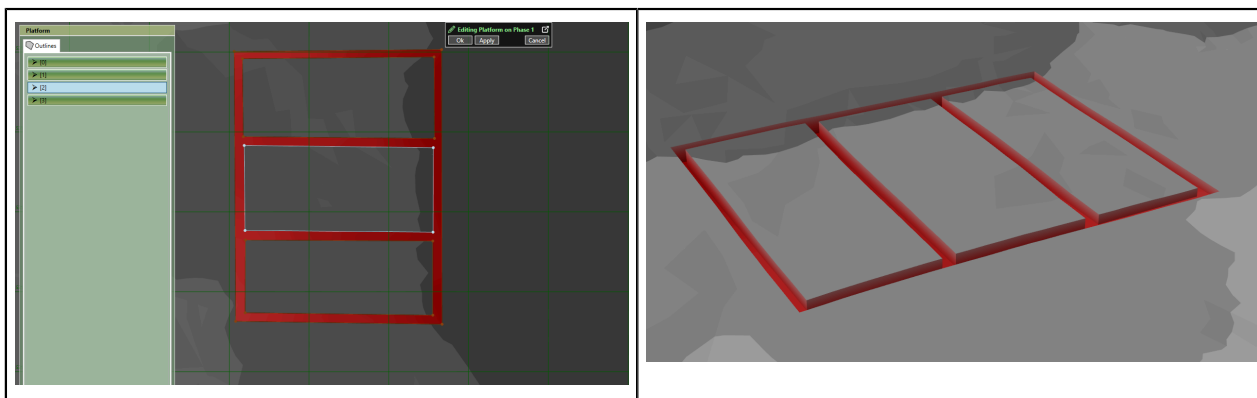 Platform
Outlines
[0]
[1]
[2]
[3]
Editing Platform on Phase 1
Ok Apply Cancel